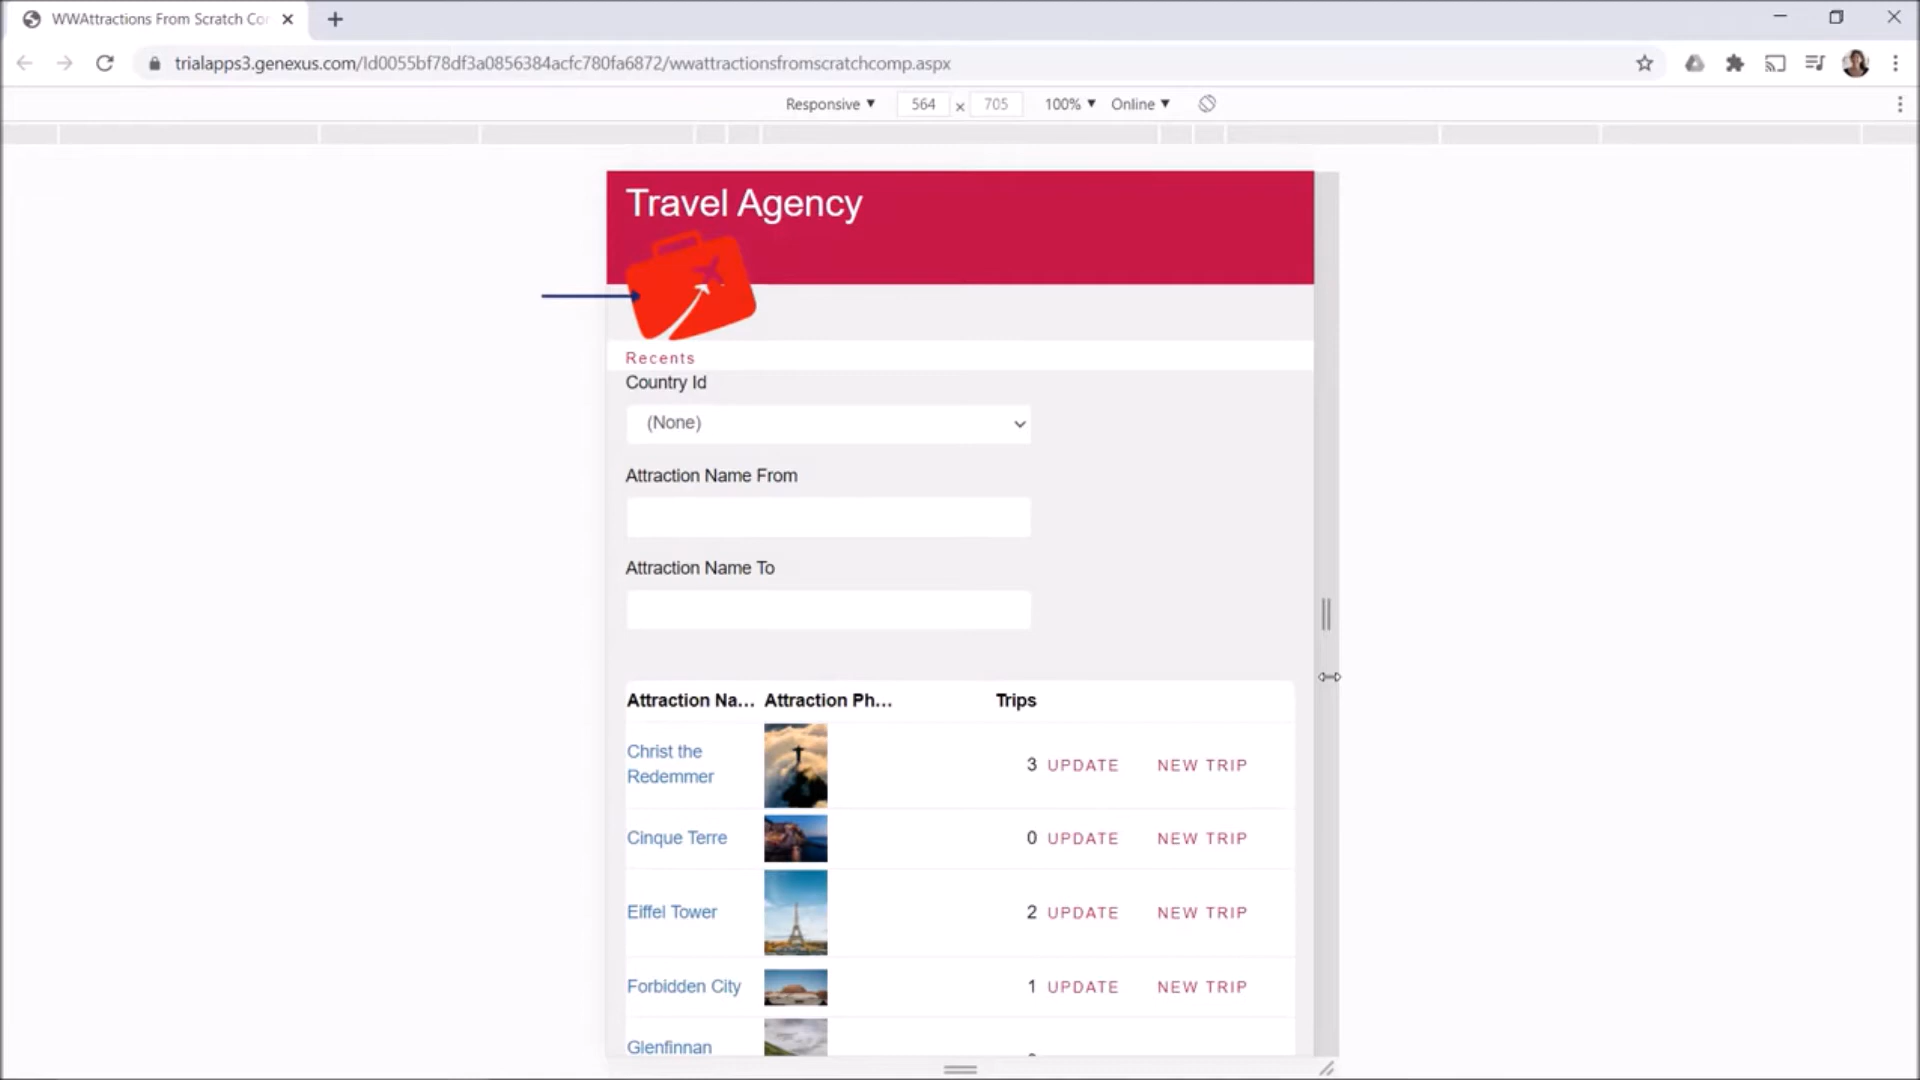 WWAttractions From Scratch Co
trialapps3.genexus.com/Id0055bf78df3a0856384acfc780fa6872/wwattractionsfromscratchcomp.aspx
Responsive ▼ 564 x 705 100% ▼ Online ▼
Travel Agency
Recents
Country Id
(None)
Attraction Name From
Attraction Name To
Attraction Na... Attraction Ph... Trips
Christ the
Redemmer
3 UPDATE NEW TRIP
Cinque Terre 0 UPDATE NEW TRIP
Eiffel Tower 2 UPDATE NEW TRIP
Forbidden City 1 UPDATE NEW TRIP
Glenfinnan